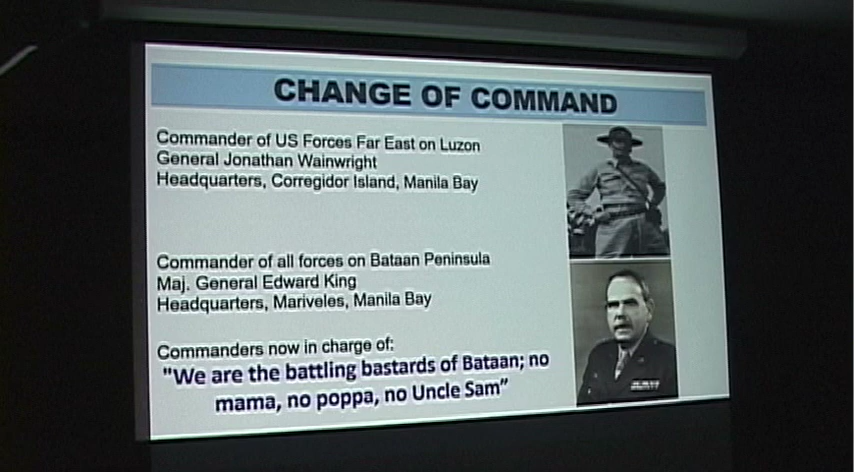 CHANGE OF COMMAND
Commander of US Forces Far East on Luzon
General Jonathan Wainwright
Headquarters, Corregidor Island, Manila Bay
Commander of all forces on Bataan Peninsula
Maj. General Edward King
Headquarters, Mariveles, Manila Bay
Commanders now in charge of:
"We are the battling bastards of Bataan; no
mama, no poppa, no Uncle Sam”